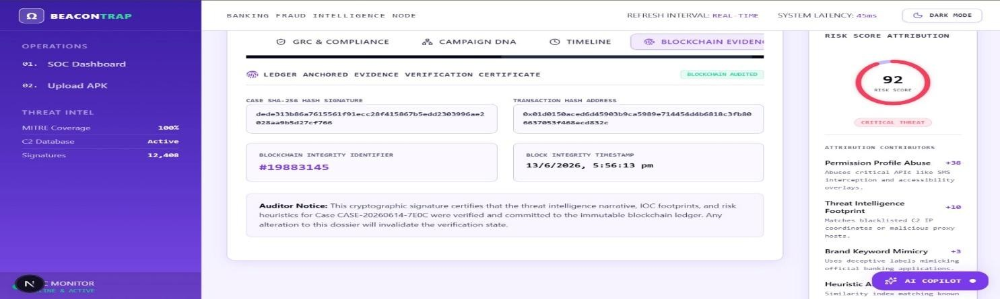 Ω BEACONTRAP
BANKING FRAUD INTELLIGENCE NODE
REFRESH INTERVAL: REAL-TIME
SYSTEM LATENCY: 45ms
DARK MODE
OPERATIONS
01. SOC Dashboard
02. Upload APK
THREAT INTEL
MITRE Coverage 100%
C2 Database Active
Signatures 12,408
MONITOR
& ACTIVE
GRC & COMPLIANCE
CAMPAIGN DNA
TIMELINE
BLOCKCHAIN
LEDGER ANCHORED EVIDENCE VERIFICATION CERTIFICATE
BLOCKCHAIN AUDITED
CASE SHA-256 HASH SIGNATURE
dede313b86a7615561f91ecc28f415867b5edd2303996ae2
028aa9b5d27cf766
TRANSACTION HASH ADDRESS
0x01d0150aced6d45903b9ca5989e714454d4b6818c3fb80
6637053f468ecd832c
BLOCKCHAIN INTEGRITY IDENTIFIER
#19883145
BLOCK INTEGRITY TIMESTAMP
13/6/2026, 5:56:13 pm
Auditor Notice: This cryptographic signature certifies that the threat intelligence narrative, IOC footprints, and risk
heuristics for Case CASE-20260614-7E0C were verified and committed to the immutable blockchain ledger. Any
alteration to this dossier will invalidate the verification state.
RISK SCORE ATTRIBUTION
92
RISK SCORE
CRITICAL THREAT
ATTRIBUTION CONTRIBUTORS
Permission Profile Abuse +38
Abuses critical APIs like SMS
interception and accessibility
overlays.
Threat Intelligence
Footprint +10
Matches blacklisted C2 IP
coordinates or malicious proxy
hosts.
Brand Keyword Mimicry +3
Uses deceptive labels mimicking
official banking applications.
Heuristic
Similarity index matching known
AI COPILOT
N